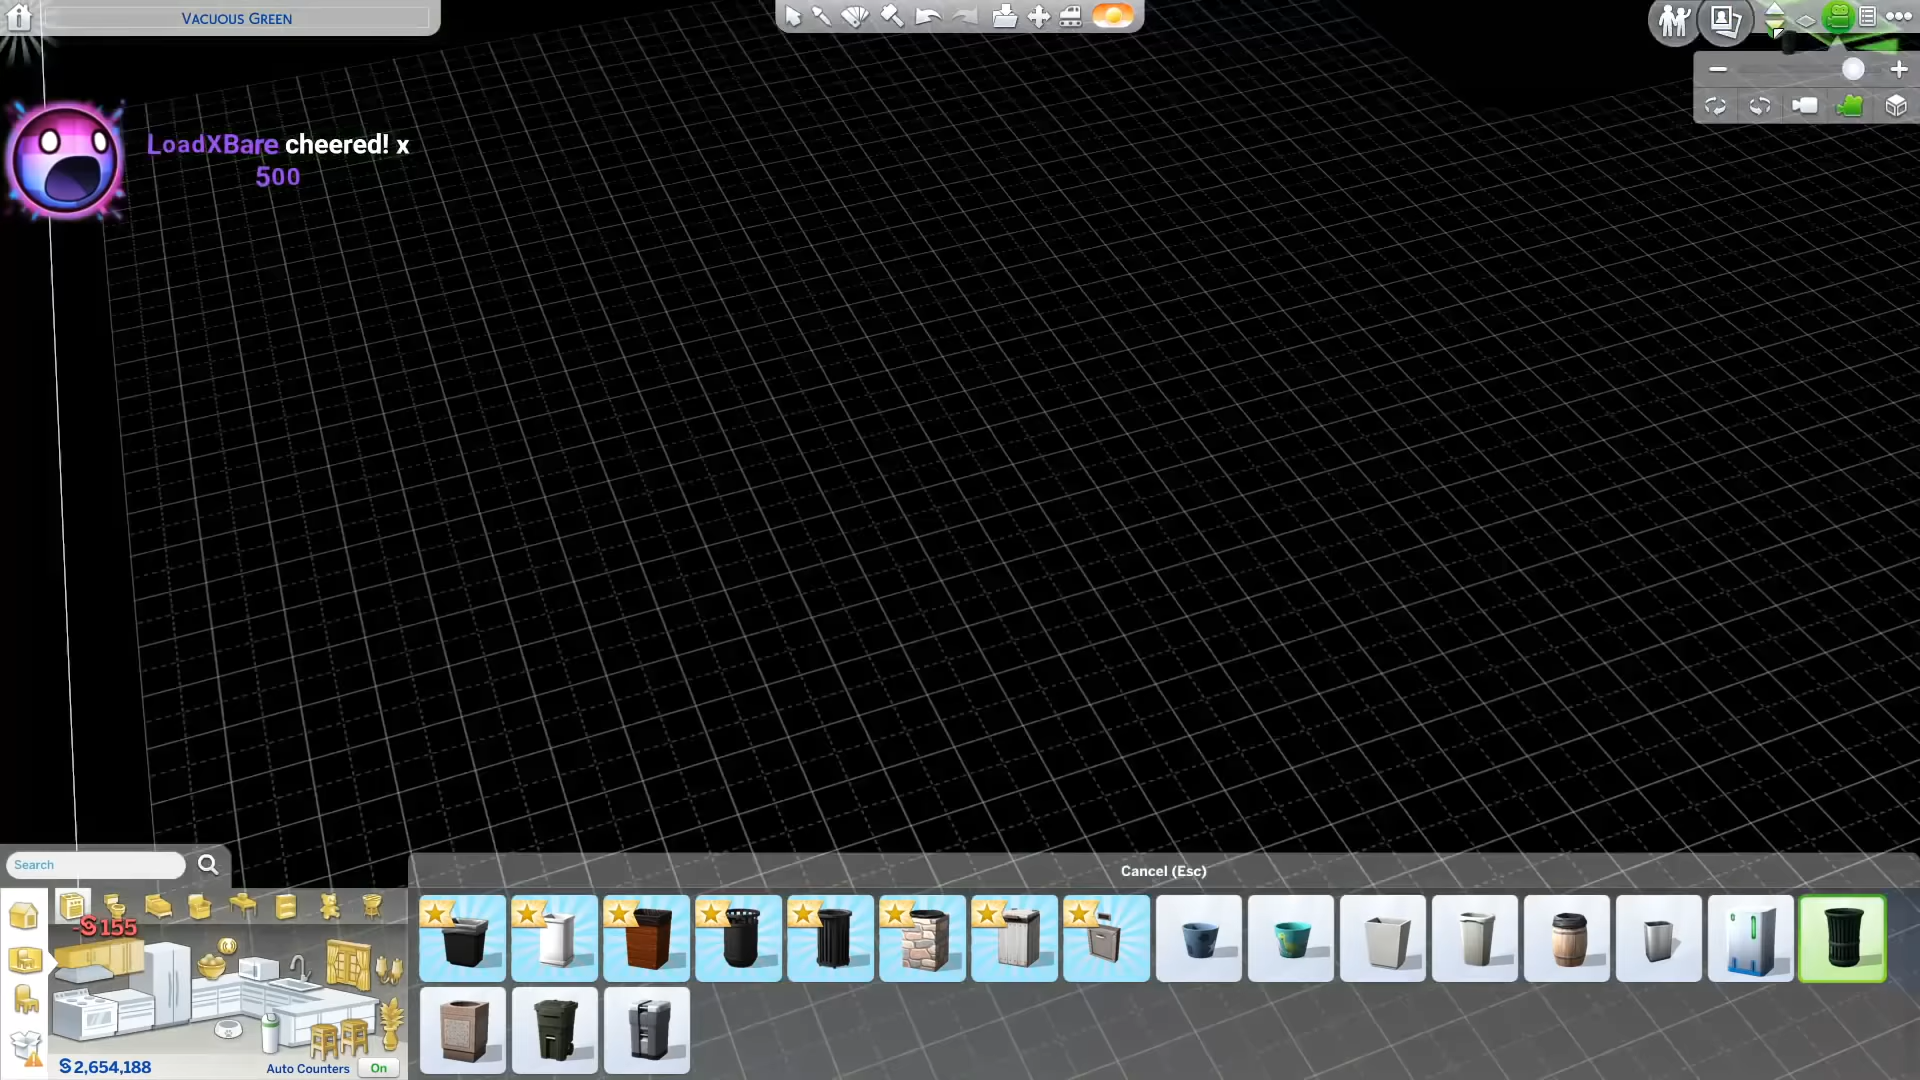 VACUOUS GREEN
LoadXBare cheered! x
500
Search
Cancel (Esc)
-§155
§2,654,188
Auto Counters On